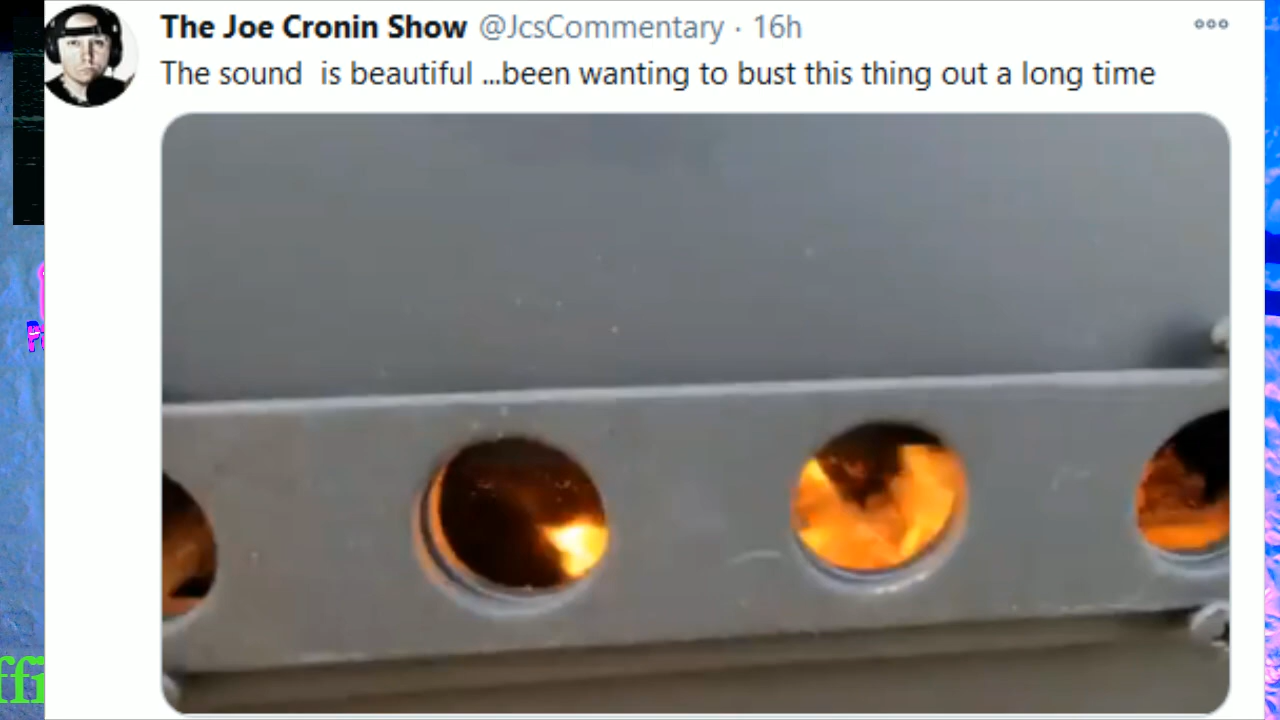 The Joe Cronin Show @JcsCommentary · 16h
The sound is beautiful ...been wanting to bust this thing out a long time